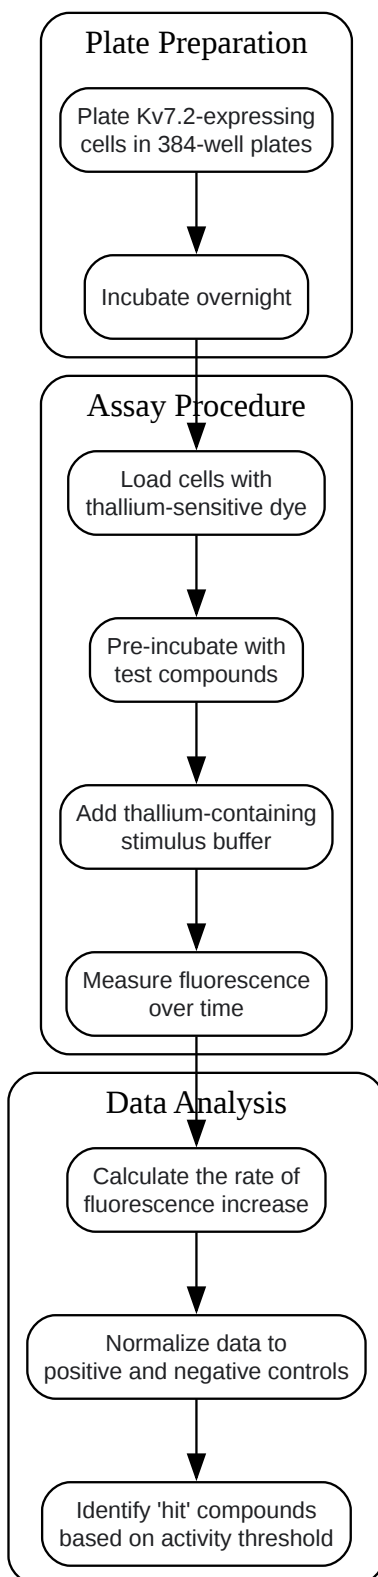 Plate Preparation
Plate Kv7.2-expressing
cells in 384-well plates
Incubate overnight
Assay Procedure
Load cells with
thallium-sensitive dye
Pre-incubate with
test compounds
Add thallium-containing
stimulus buffer
Measure fluorescence
over time
Data Analysis
Calculate the rate of
fluorescence increase
Normalize data to
positive and negative controls
Identify 'hit' compounds
based on activity threshold